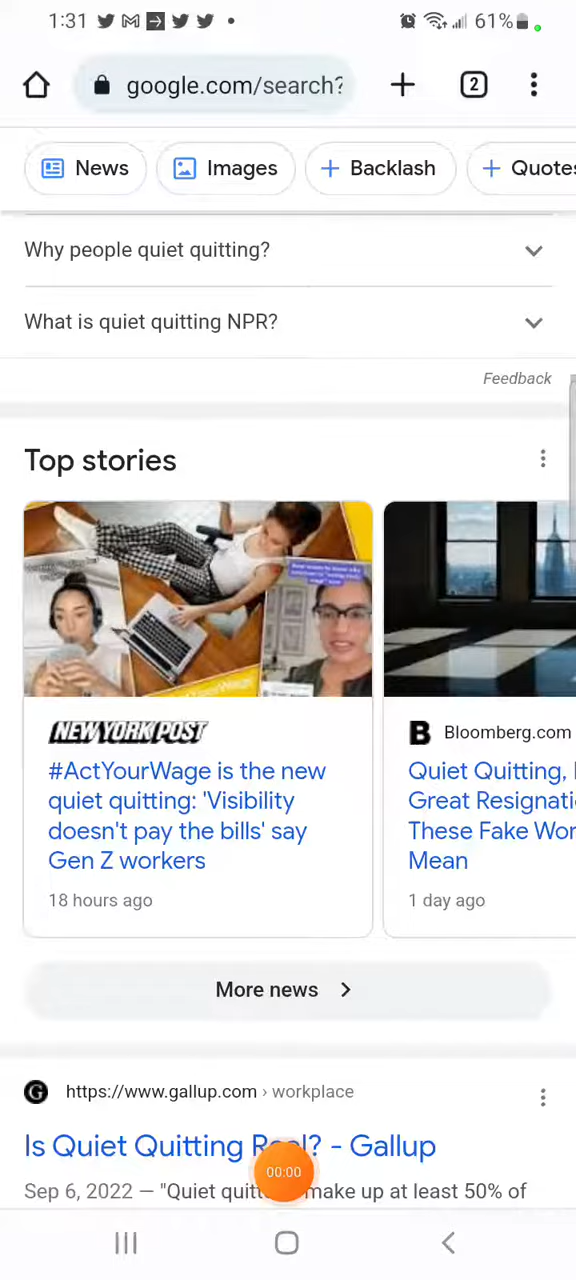 1:31 61%
google.com/search? 2
News Images Backlash Quotes
Why people quiet quitting?
What is quiet quitting NPR?
Feedback
Top stories
NEW YORK POST
#ActYourWage is the new
quiet quitting: 'Visibility
doesn't pay the bills' say
Gen Z workers
18 hours ago
B Bloomberg.com
Quiet Quitting,
Great Resignati
These Fake Wor
Mean
1 day ago
More news
G https://www.gallup.com › workplace
Is Quiet Quitting Real? - Gallup
00:00
Sep 6, 2022 — "Quiet quitt make up at least 50% of